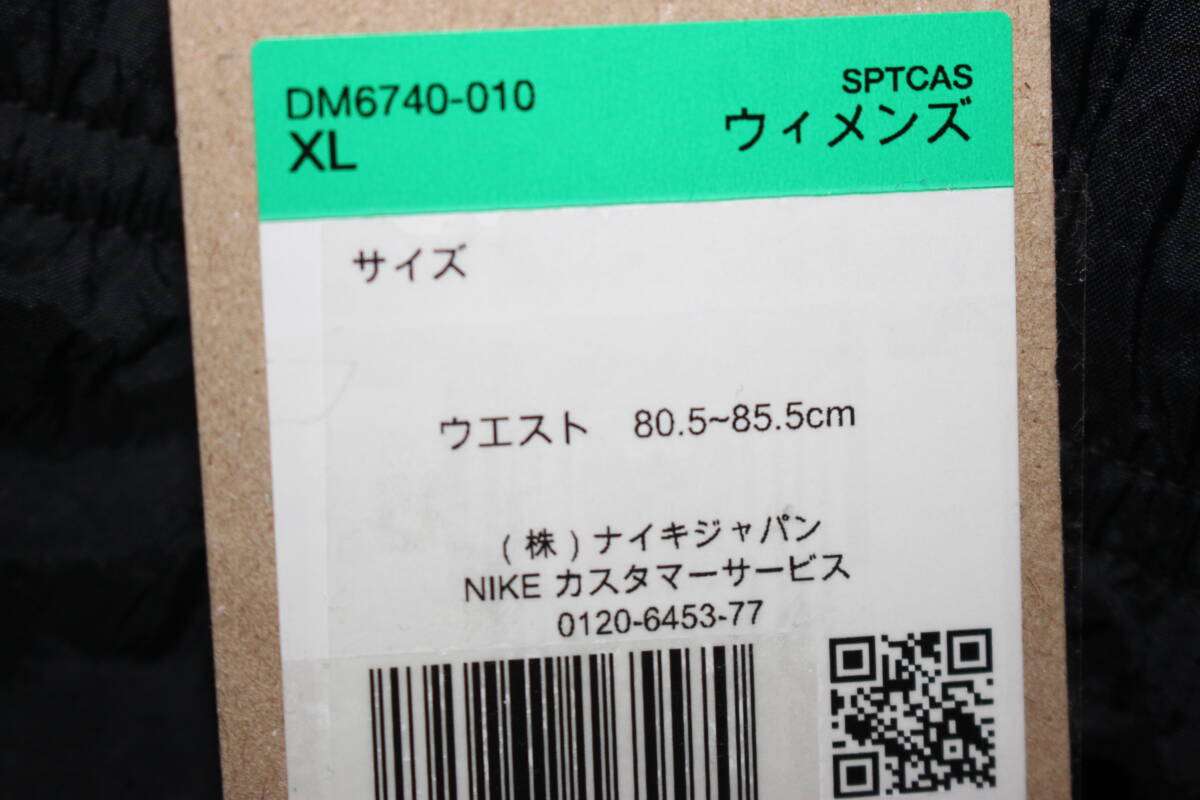 DM6740-010
XL
SPTCAS
ウィメンズ
サイズ
ウエスト 80.5~85.5cm
(株)ナイキジャパン
NIKE カスタマーサービス
0120-6453-77